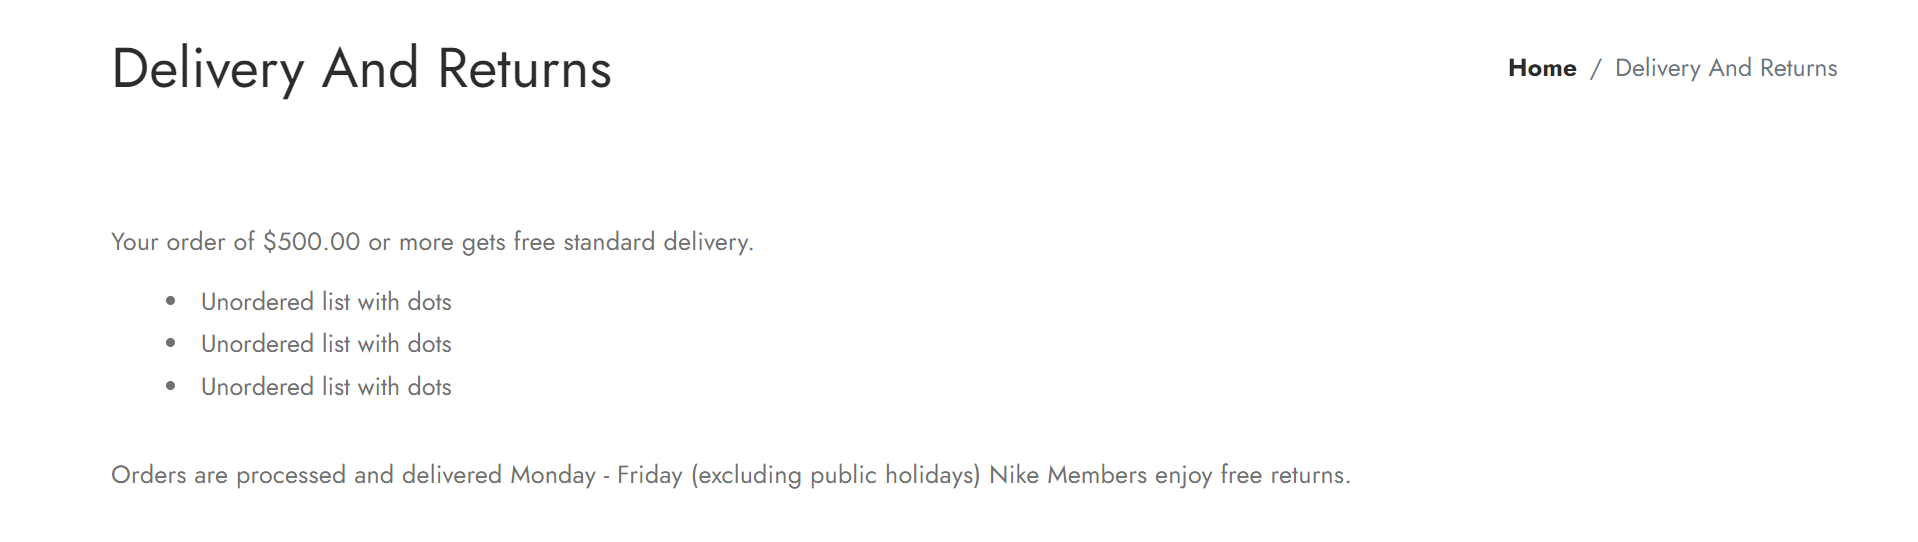 Delivery And Returns
Home / Delivery And Returns
Your order of $500.00 or more gets free standard delivery.
• Unordered list with dots
• Unordered list with dots
• Unordered list with dots
Orders are processed and delivered Monday - Friday (excluding public holidays) Nike Members enjoy free returns.